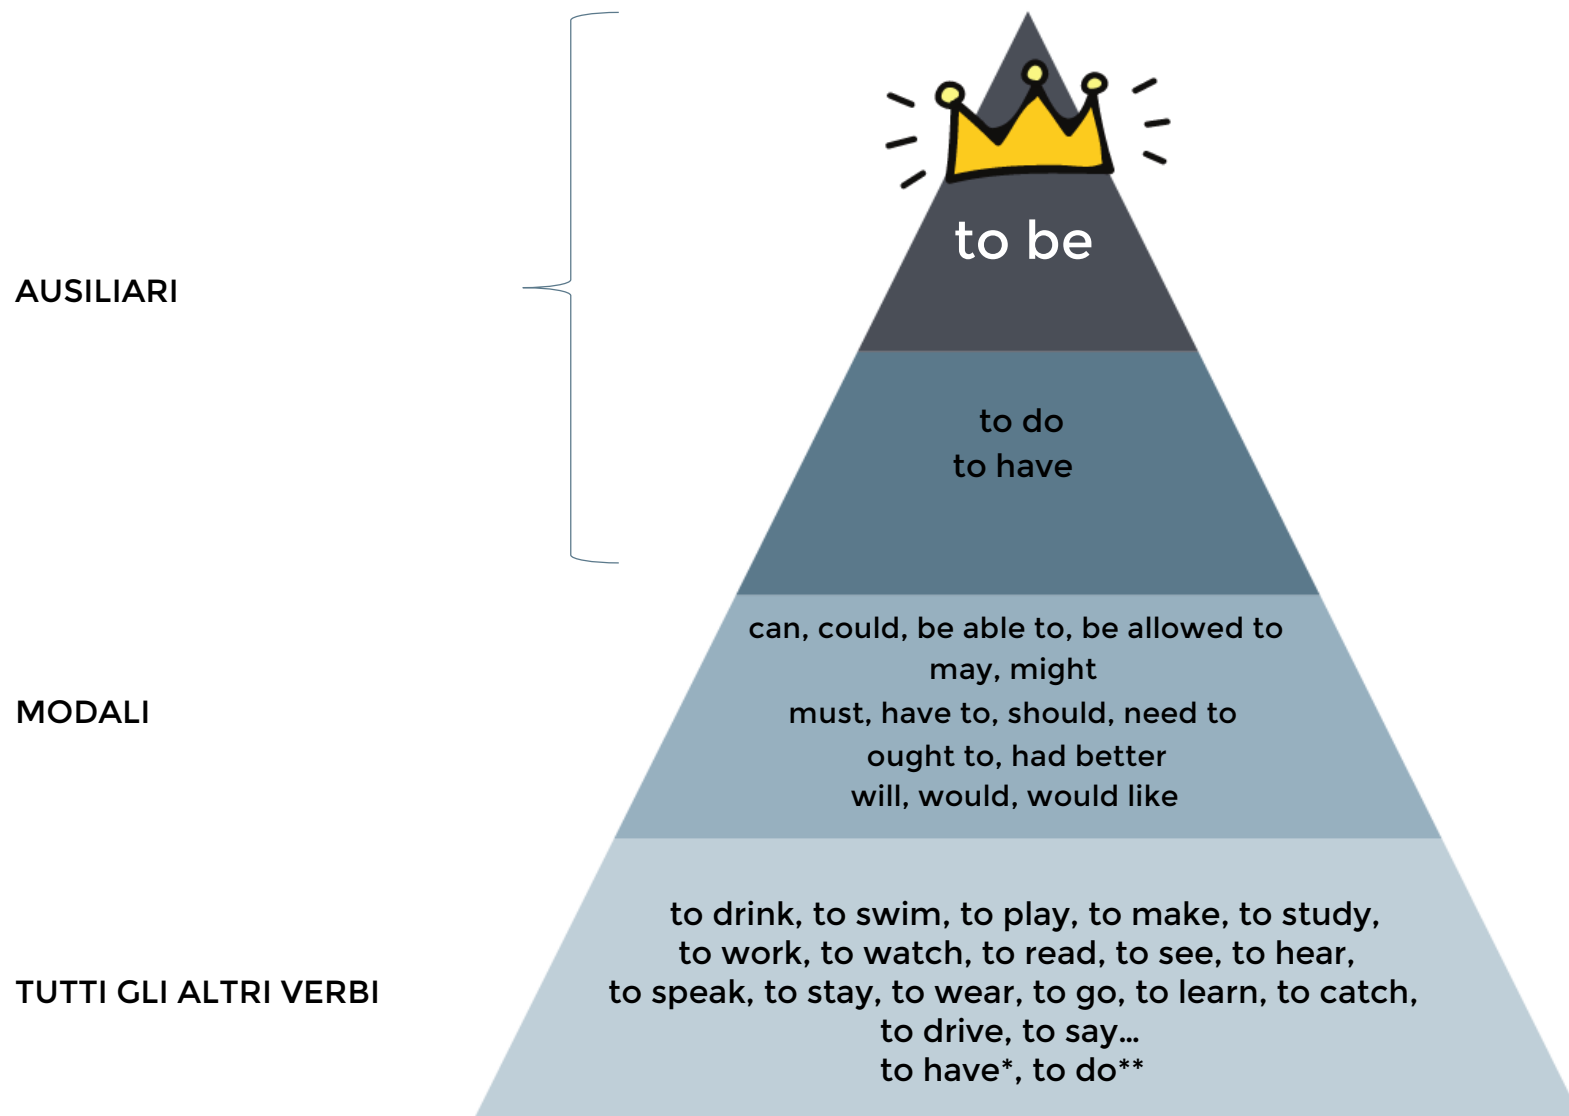 to be
AUSILIARI
to do
to have
can, could, be able to, be allowed to
may, might
MODALI
must, have to, should, need to
ought to, had better
will, would, would like
to drink, to swim, to play, to make, to study,
to work, to watch, to read, to see, to hear,
TUTTI GLI ALTRI VERBI
to speak, to stay, to wear, to go, to learn, to catch,
to drive, to say...
to have*, to do**